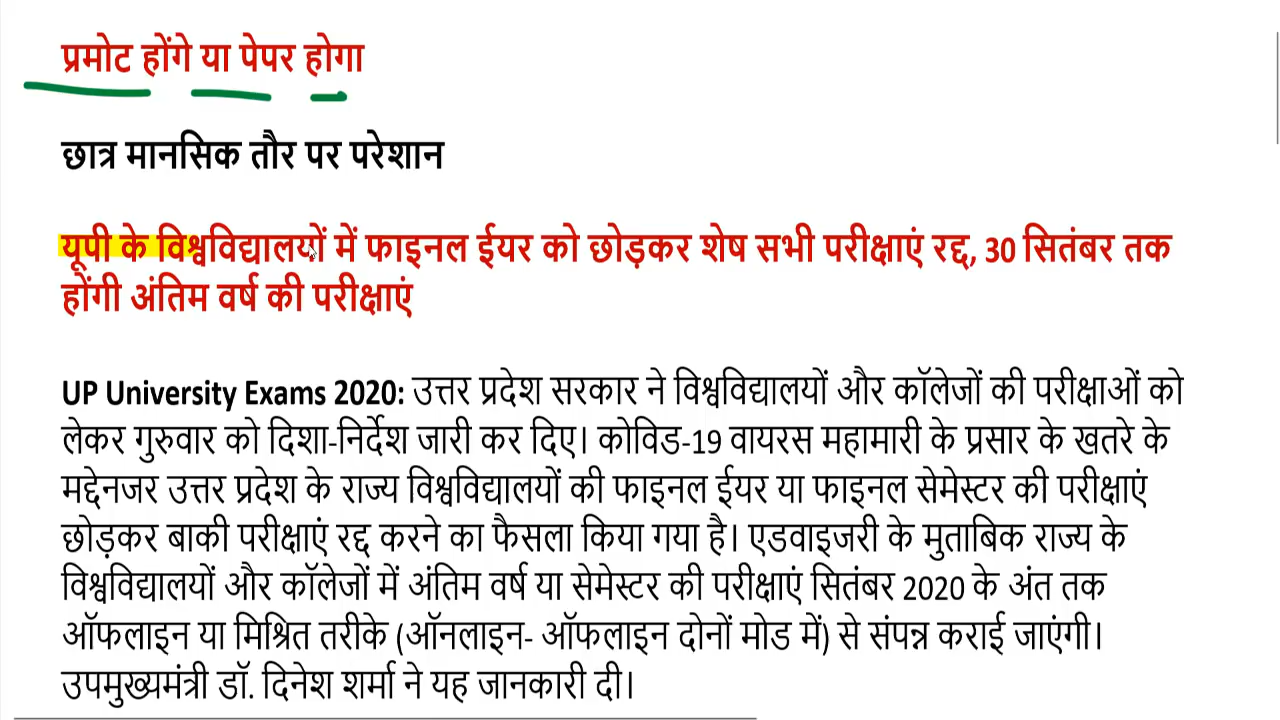 प्रमोट होंगे या पेपर होगा
छात्र मानसिक तौर पर परेशान
यूपी के विश्वविद्यालयों में फाइनल ईयर को छोड़कर शेष सभी परीक्षाएं रद्द, 30 सितंबर तक
होंगी अंतिम वर्ष की परीक्षाएं
UP University Exams 2020: उत्तर प्रदेश सरकार ने विश्वविद्यालयों और कॉलेजों की परीक्षाओं को
लेकर गुरुवार को दिशा-निर्देश जारी कर दिए। कोविड-19 वायरस महामारी के प्रसार के खतरे के
मद्देनजर उत्तर प्रदेश के राज्य विश्वविद्यालयों की फाइनल ईयर या फाइनल सेमेस्टर की परीक्षाएं
छोड़कर बाकी परीक्षाएं रद्द करने का फैसला किया गया है। एडवाइजरी के मुताबिक राज्य के
विश्वविद्यालयों और कॉलेजों में अंतिम वर्ष या सेमेस्टर की परीक्षाएं सितंबर 2020 के अंत तक
ऑफलाइन या मिश्रित तरीके (ऑनलाइन- ऑफलाइन दोनों मोड में) से संपन्न कराई जाएंगी।
उपमुख्यमंत्री डॉ. दिनेश शर्मा ने यह जानकारी दी।